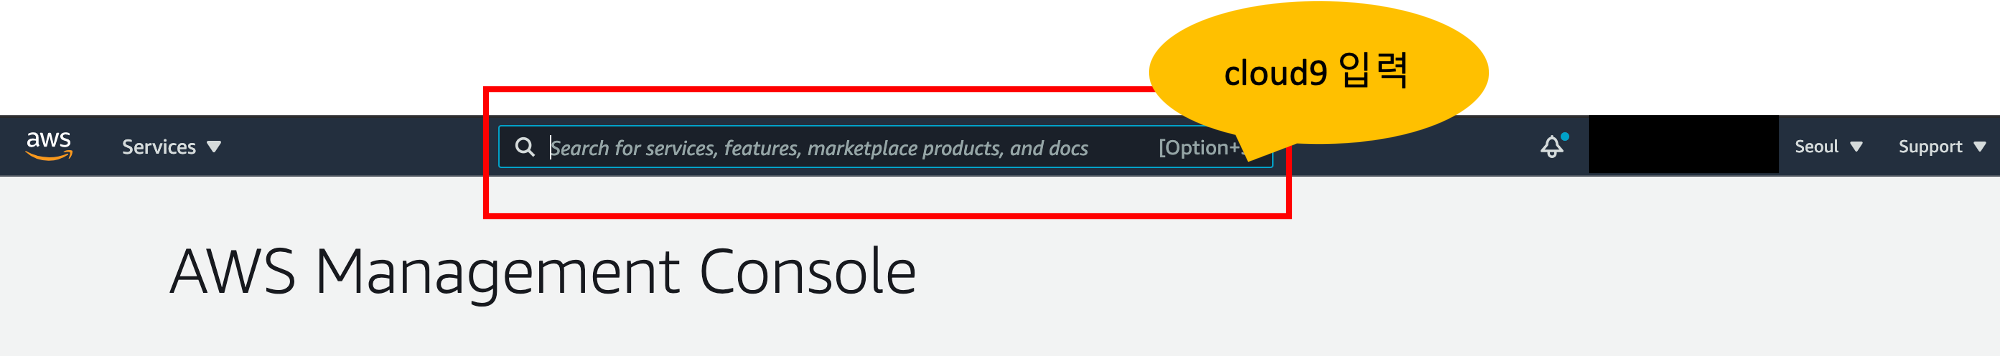 cloud9 입력
aws
Services
Search for services, features, marketplace products, and docs
[Option+
Seoul
Support
AWS Management Console